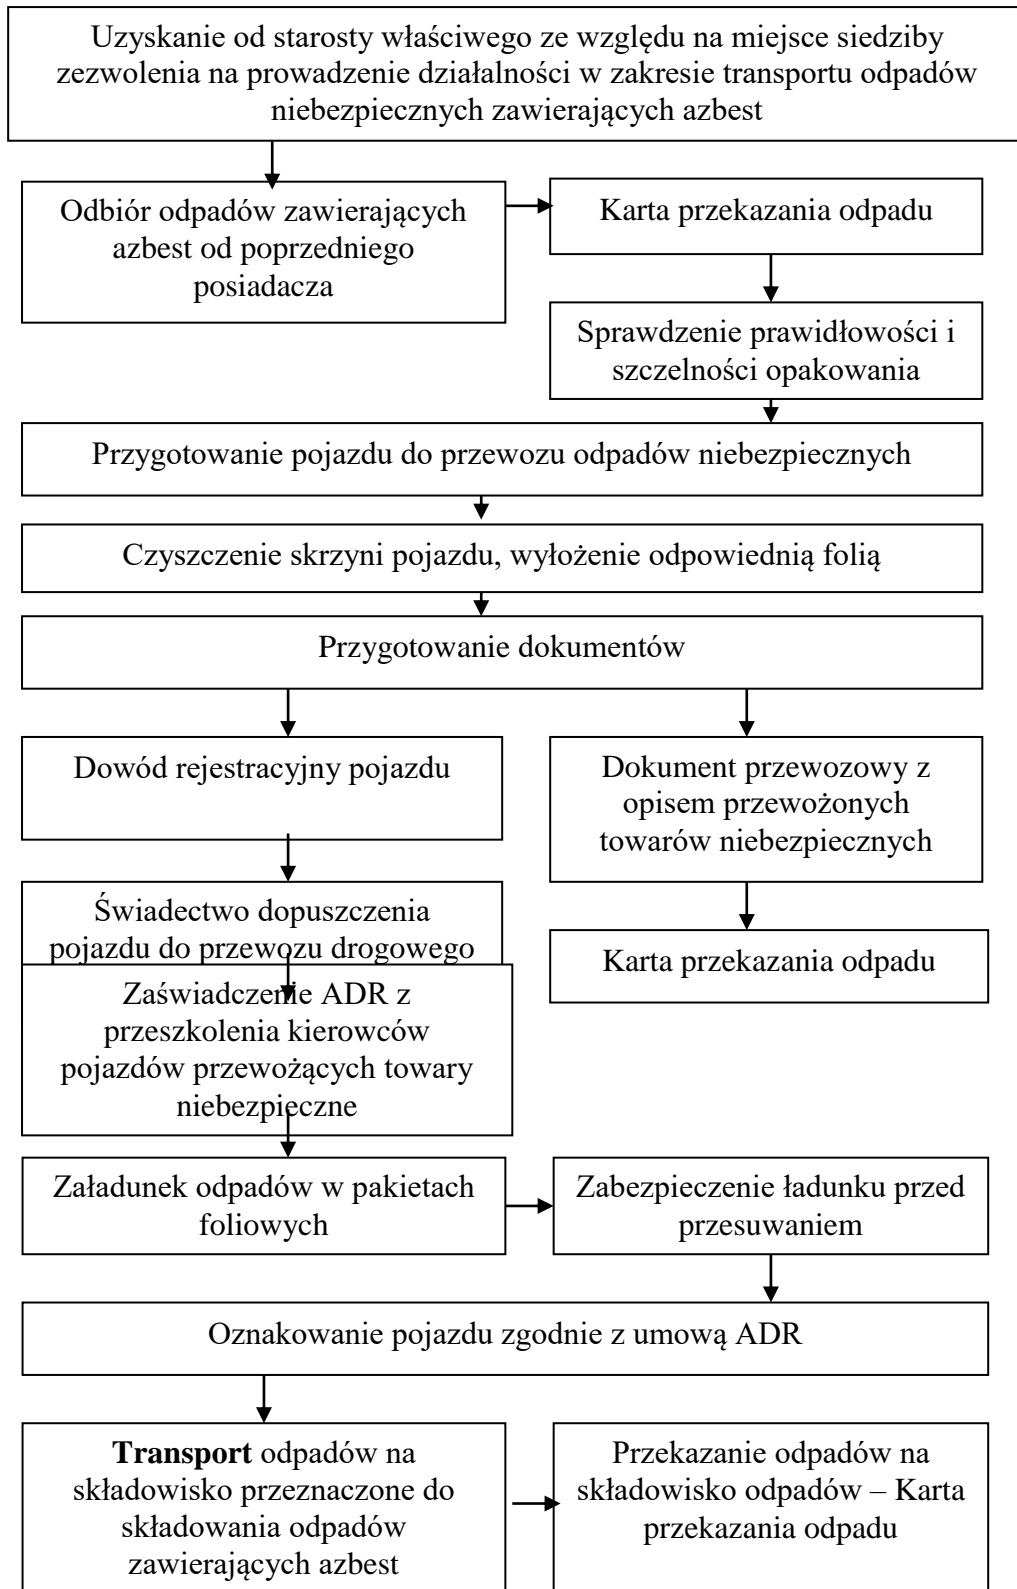 Uzyskanie od starosty właściwego ze względu na miejsce siedziby
zezwolenia na prowadzenie działalności w zakresie transportu odpadów
niebezpiecznych zawierających azbest
Odbiór odpadów zawierających
azbest od poprzedniego
posiadacza
Karta przekazania odpadu
Sprawdzenie prawidłowości i
szczelności opakowania
Przygotowanie pojazdu do przewozu odpadów niebezpiecznych
Czyszczenie skrzyni pojazdu, wyłożenie odpowiednią folią
Przygotowanie dokumentów
Dowód rejestracyjny pojazdu
Dokument przewozowy z
opisem przewożonych
towarów niebezpiecznych
Świadectwo dopuszczenia
pojazdu do przewozu drogowego
Karta przekazania odpadu
Zaświadczenie ADR z
przeszkolenia kierowców
pojazdów przewożących towary
niebezpieczne
Załadunek odpadów w pakietach
foliowych
Zabezpieczenie ładunku przed
przesuwaniem
Oznakowanie pojazdu zgodnie z umową ADR
Transport odpadów na
składowisko przeznaczone do
składowania odpadów
zawierających azbest
Przekazanie odpadów na
składowisko odpadów – Karta
przekazania odpadu